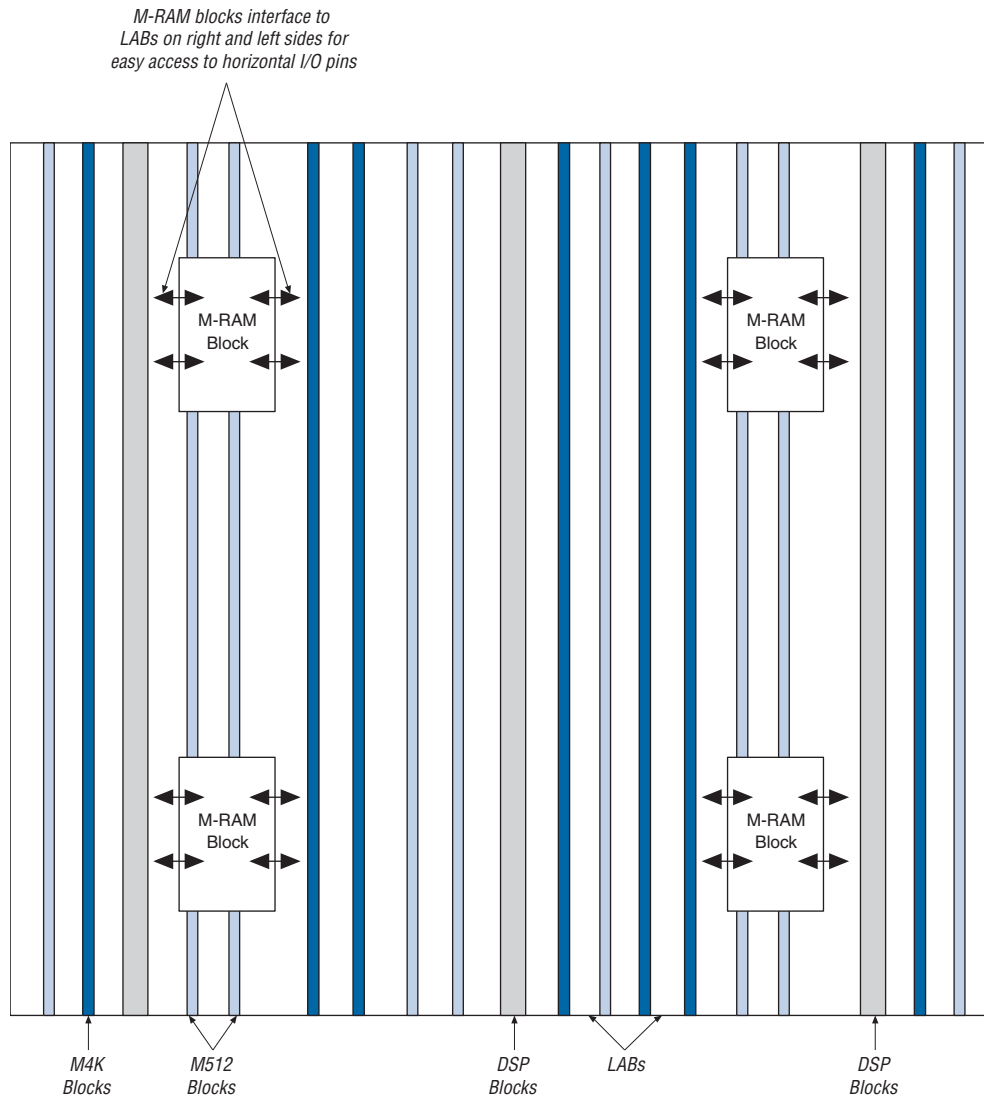 M-RAM blocks interface to
LABs on right and left sides for
easy access to horizontal I/O pins
M-RAM
Block
M-RAM
Block
M-RAM
Block
M-RAM
Block
M4K
Blocks
M512
Blocks
DSP
Blocks
LABs
DSP
Blocks